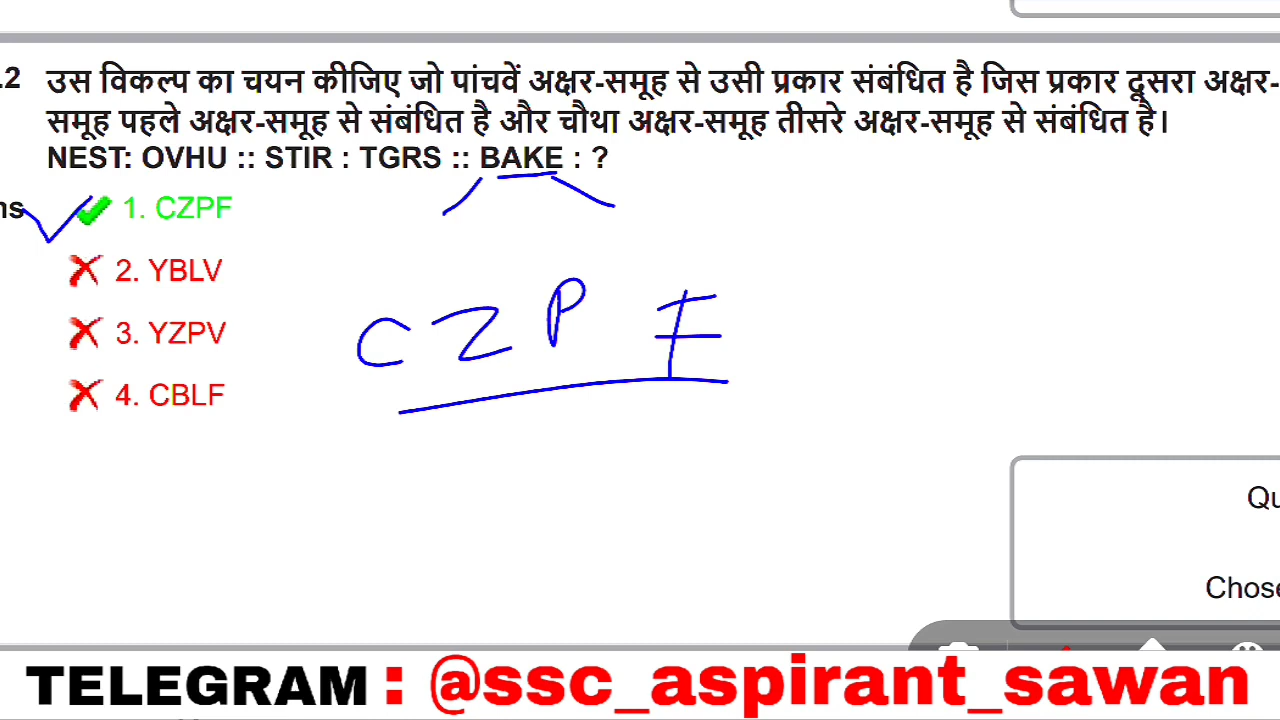 .2 उस विकल्प का चयन कीजिए जो पांचवें अक्षर-समूह से उसी प्रकार संबंधित है जिस प्रकार दूसरा अक्षर-
समूह पहले अक्षर-समूह से संबंधित है और चौथा अक्षर-समूह तीसरे अक्षर-समूह से संबंधित है।
NEST: OVHU :: STIR : TGRS :: BAKE : ?
ns 1. CZPF
2. YBLV
3. YZPV
4. CBLF
CZPF
Qu
Chose
TELEGRAM : @ssc_aspirant_sawan